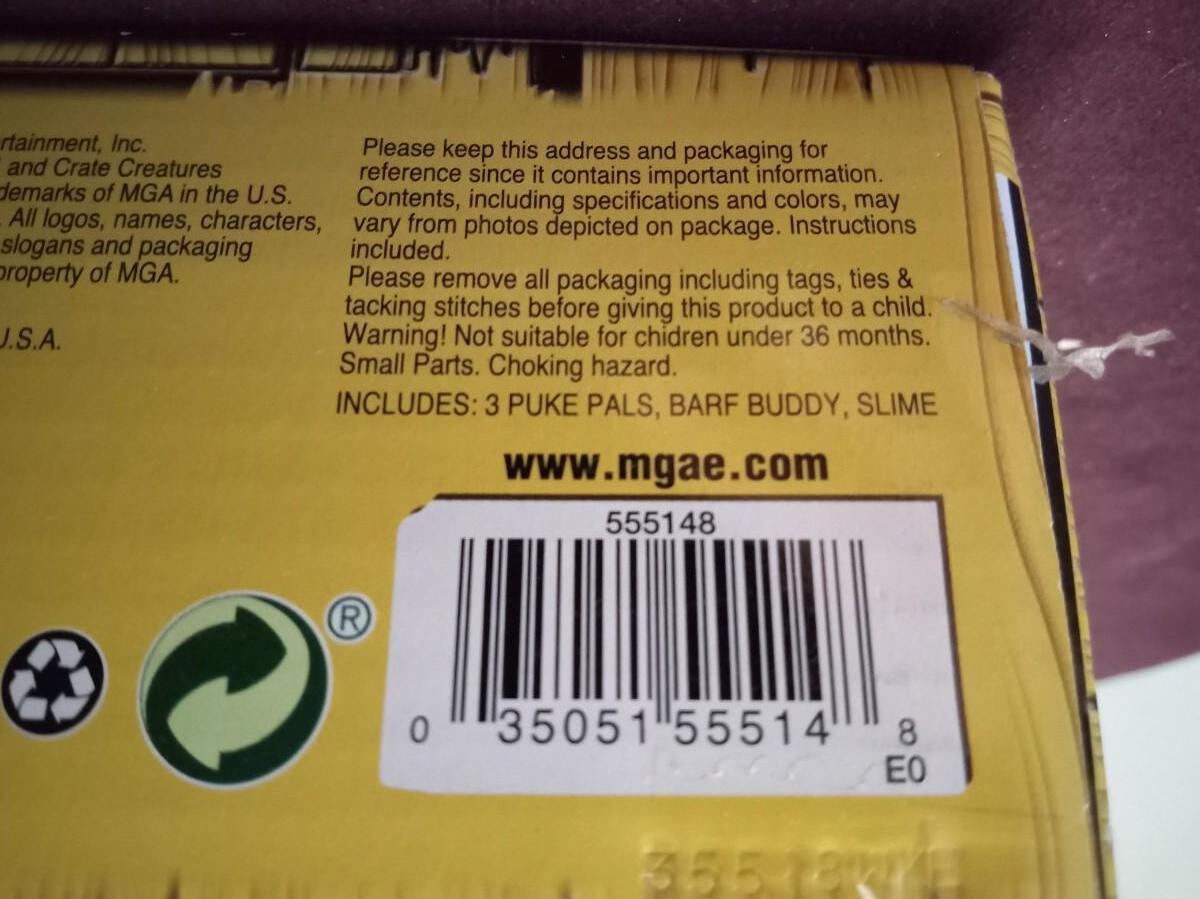 rtainment, Inc.
and Crate Creatures
demarks of MGA in the U.S.
. All logos, names, characters,
slogans and packaging
property of MGA.
U.S.A.
Please keep this address and packaging for
reference since it contains important information.
Contents, including specifications and colors, may
vary from photos depicted on package. Instructions
included.
Please remove all packaging including tags, ties &
tacking stitches before giving this product to a child.
Warning! Not suitable for chidren under 36 months.
Small Parts. Choking hazard.
INCLUDES: 3 PUKE PALS, BARF BUDDY, SLIME
www.mgae.com
555148
®
0 35051 55514 8
E0